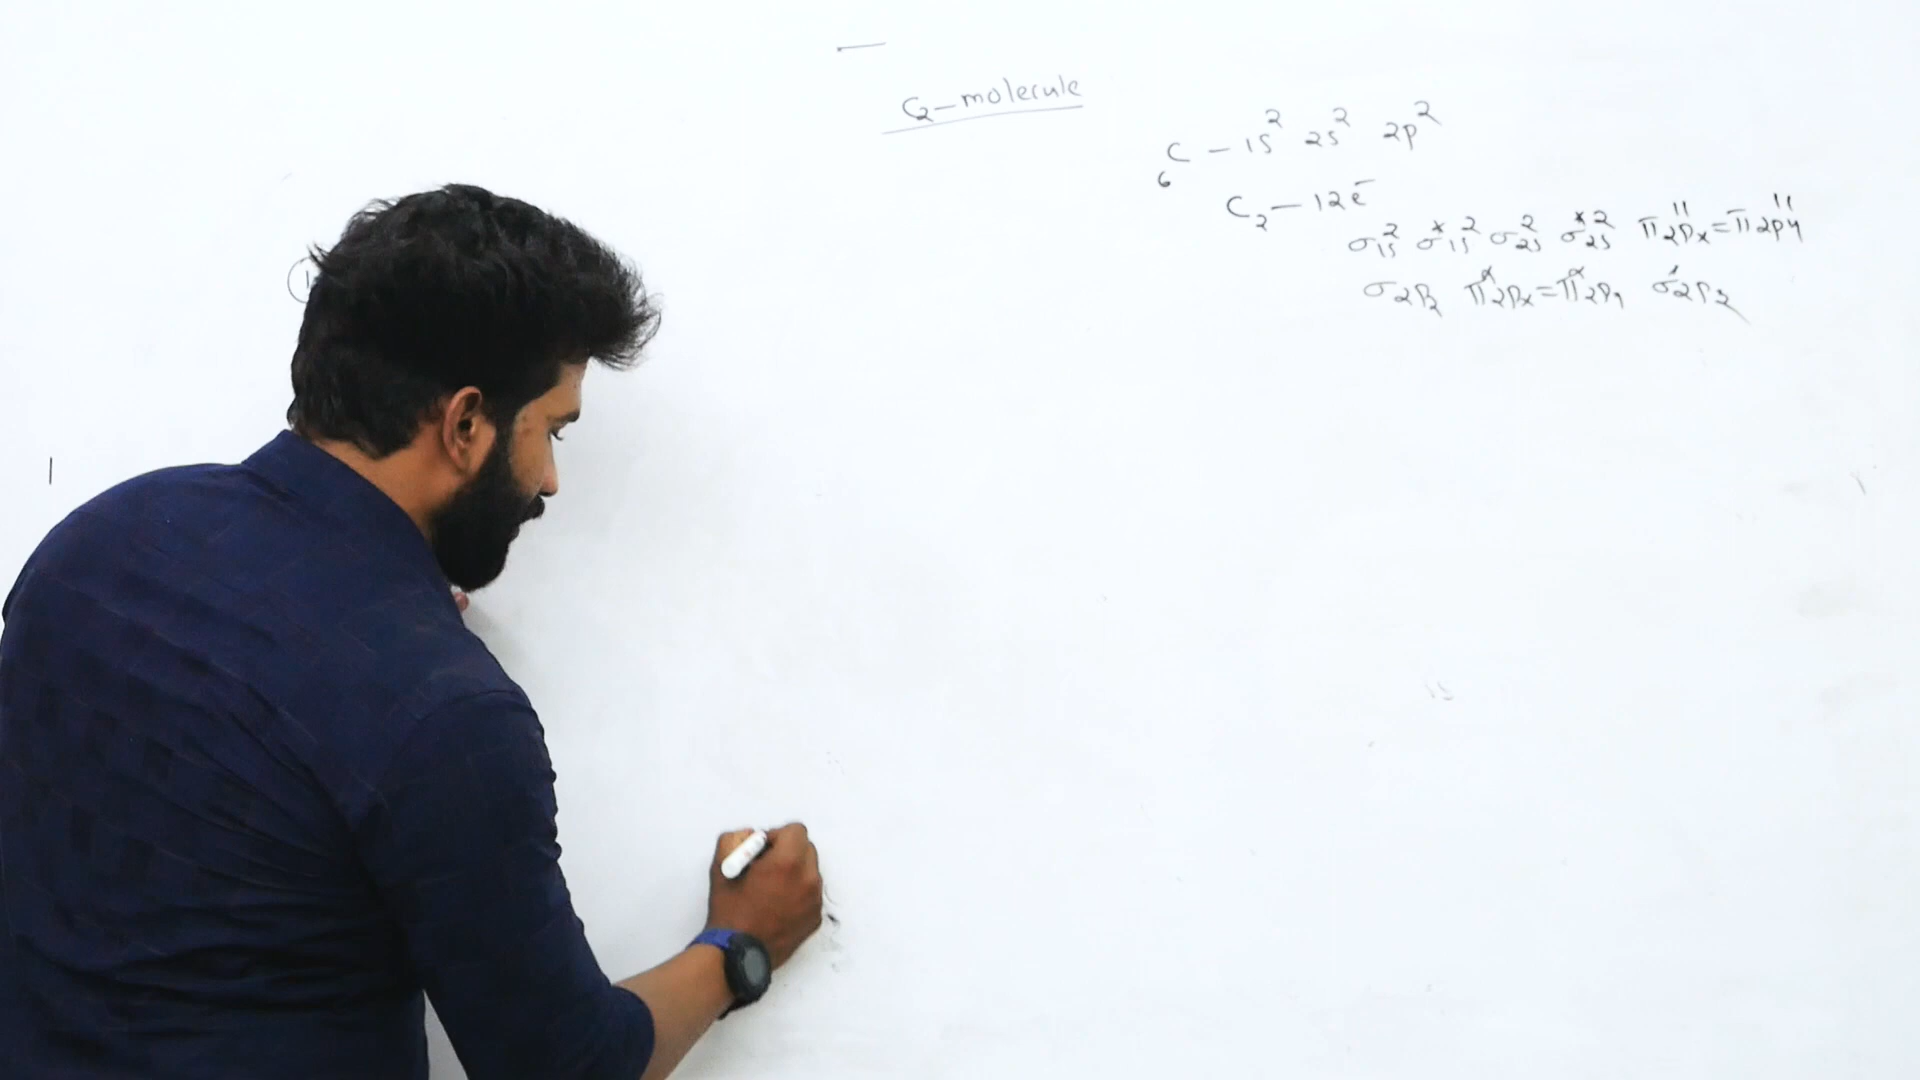 C₂-molecule
₆C - 1s² 2s² 2p²
C₂ - 12e⁻
σ1s² σ*1s² σ2s² σ*2s² π2pₓ¹¹=π2py¹¹
σ2pz π*2pₓ=π*2py σ*2pz